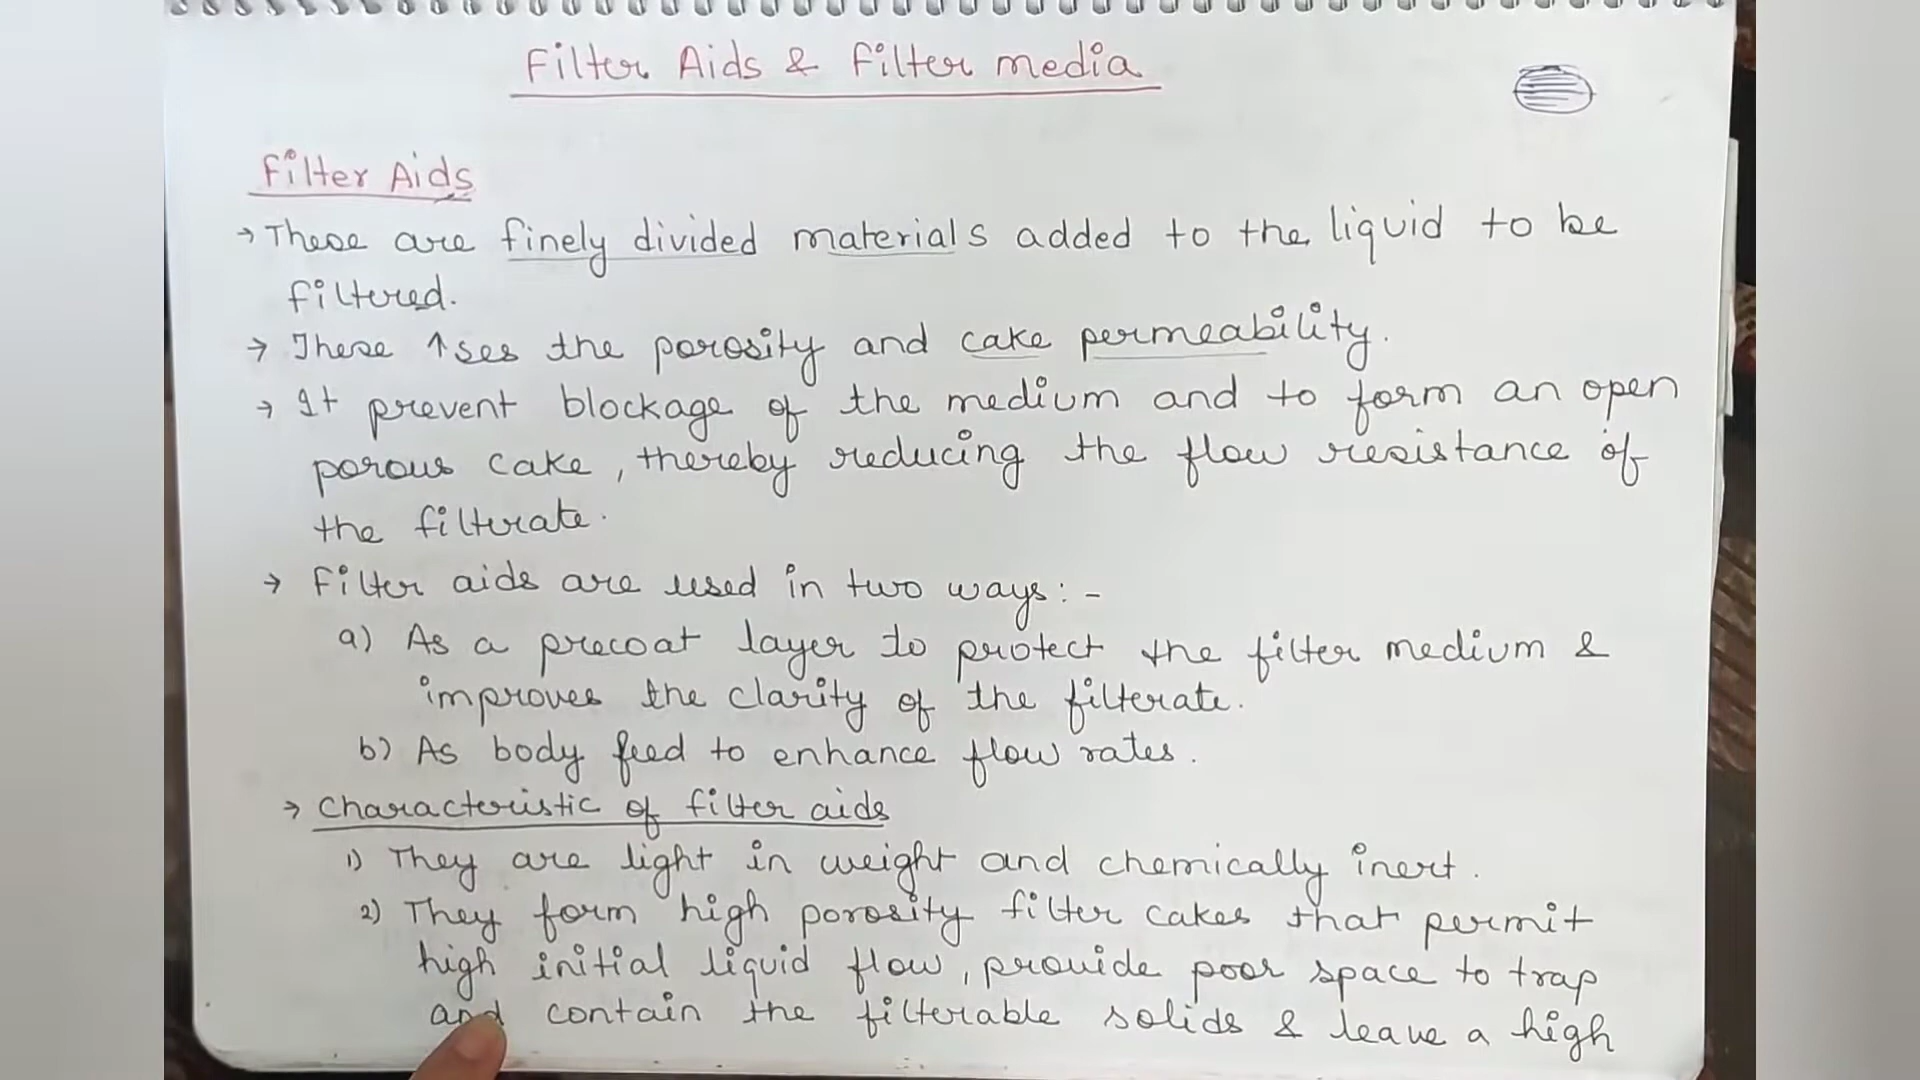 Filter Aids & Filter media
Filter Aids
→ These are finely divided materials added to the liquid to be
filtered.
→ These ↑ses the porosity and cake permeability.
→ It prevent blockage of the medium and to form an open
porous cake, thereby reducing the flow resistance of
the filterate.
→ Filter aids are used in two ways: -
a) As a precoat layer to protect the filter medium &
improves the clarity of the filterate.
b) As body feed to enhance flow rates.
→ Characteristic of filter aids
1) They are light in weight and chemically inert.
2) They form high porosity filter cakes that permit
high initial liquid flow, provide poor space to trap
and contain the filterable solids & leave a high